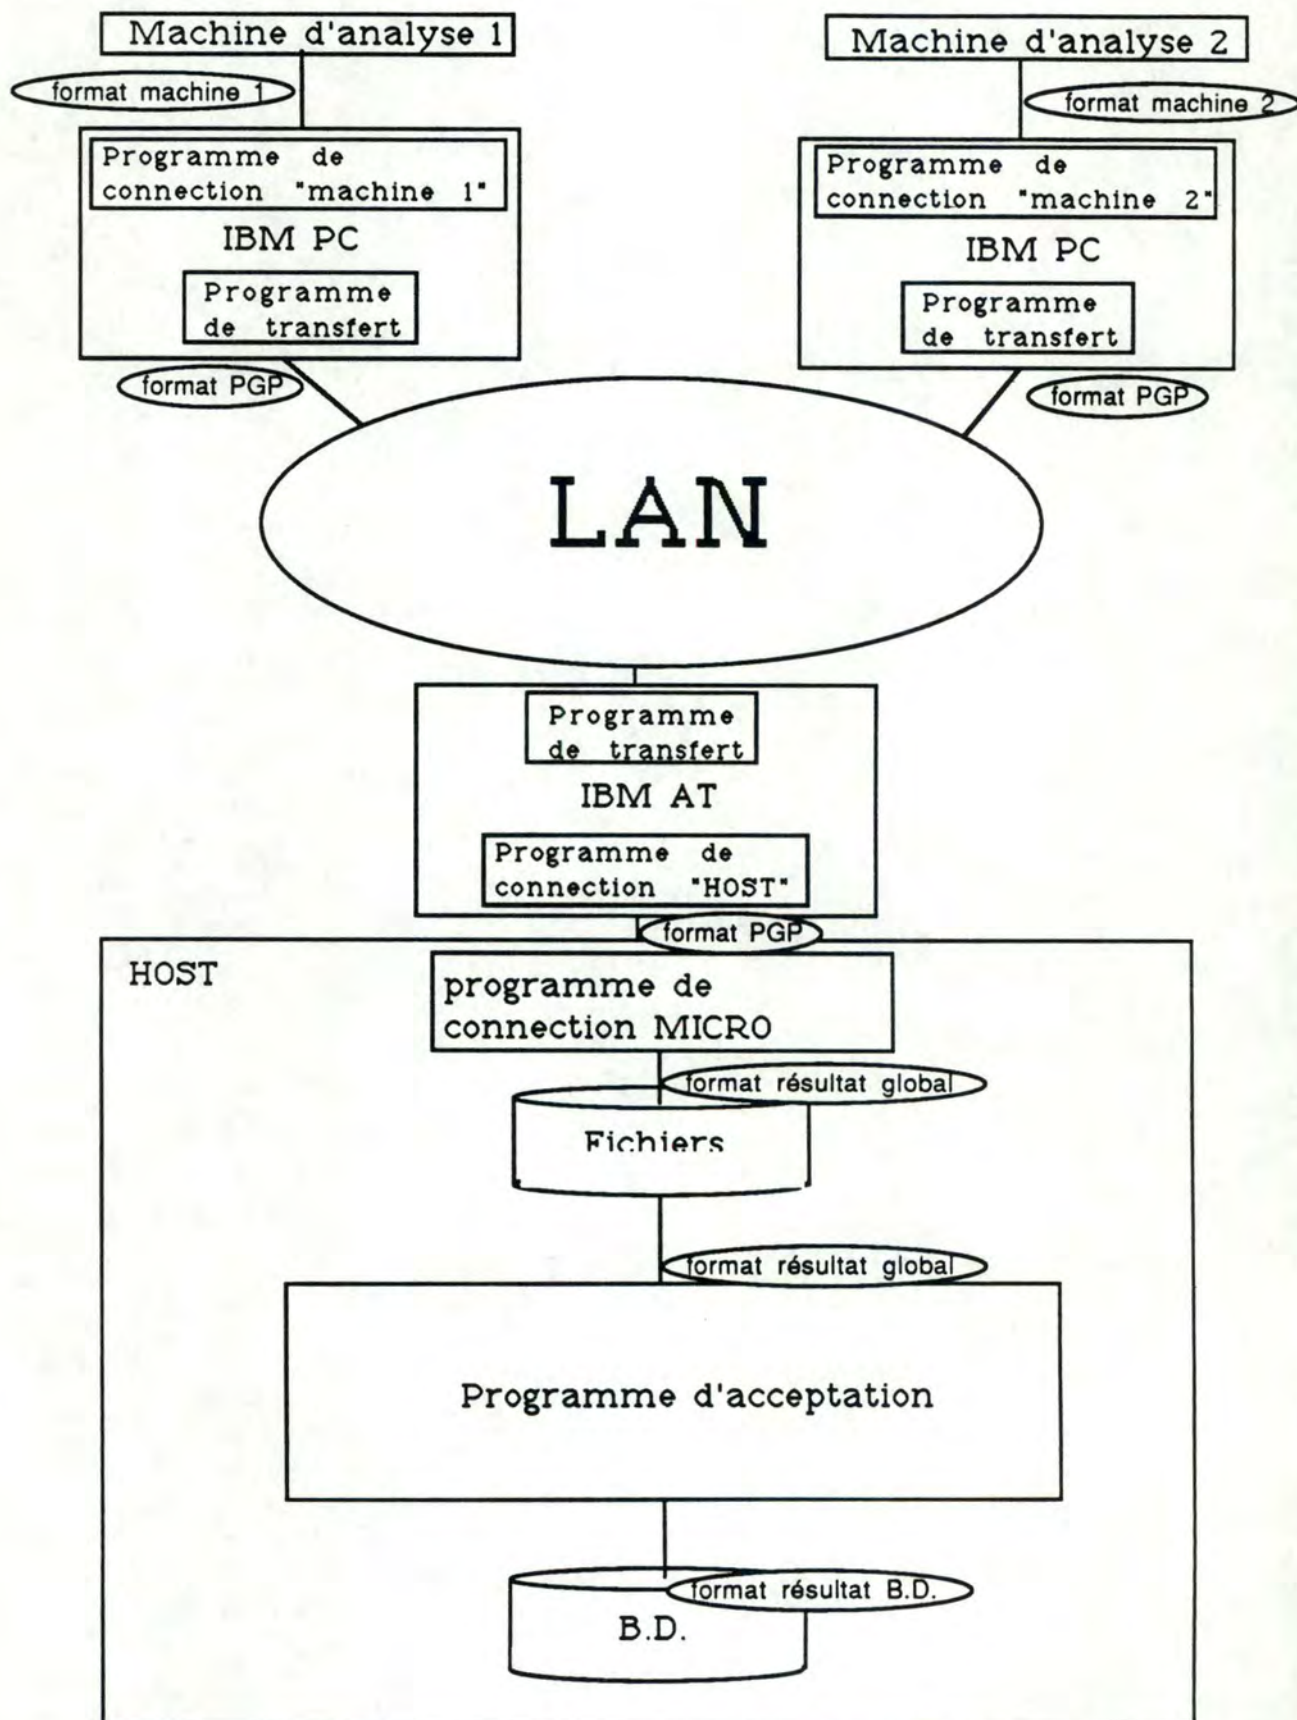 Machine d'analyse 1
Machine d'analyse 2
format machine 1
format machine 2
Programme de
connection "machine 1"
IBM PC
Programme
de transfert
Programme de
connection "machine 2"
IBM PC
Programme
de transfert
format PGP
format PGP
LAN
Programme
de transfert
IBM AT
Programme de
connection "HOST"
format PGP
HOST
programme de
connection MICRO
format résultat global
Fichiers
format résultat global
Programme d'acceptation
format résultat B.D.
B.D.